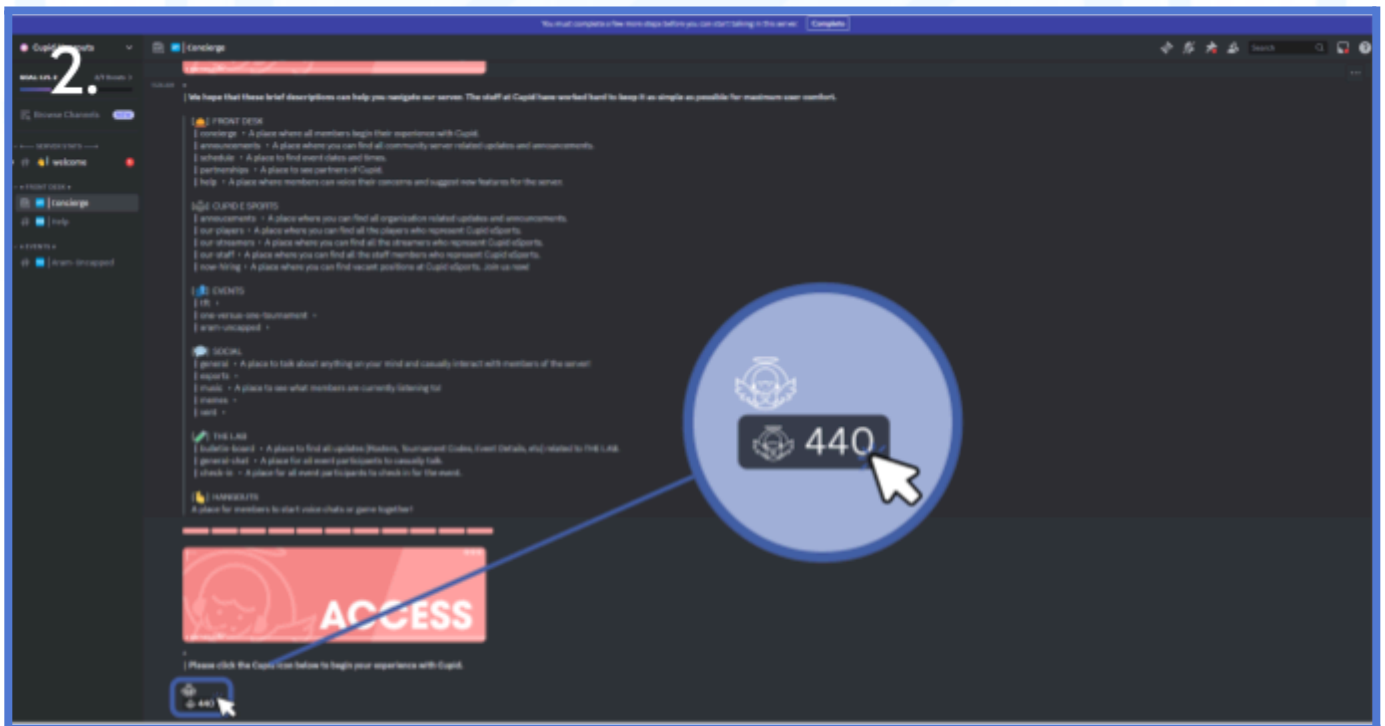 You must complete a few more steps before you can start talking in this server. Complete
2.
Concierge
Search
Browse Channels NEW
SERVER STATS
welcome
FRONT DESK
Concierge
help
EVENTS
Aram-Uncapped
We hope that these brief descriptions can help you navigate our server. The staff at Cupid have worked hard to keep it as simple as possible for maximum user comfort.
FRONT DESK
concierge • A place where all members begin their experience with Cupid.
announcements • A place where you can find all community server related updates and announcements.
schedule • A place to find event dates and times.
partnerships • A place to see partners of Cupid.
help • A place where members can voice their concerns and suggest new features for the server.
CUPID ESPORTS
annoucements • A place where you can find all organization related updates and announcements.
our-players • A place where you can find all the players who represent Cupid eSports.
our-streamers • A place where you can find all the streamers who represent Cupid eSports.
our-staff • A place where you can find all the staff members who represent Cupid eSports.
now-hiring • A place where you can find vacant positions at Cupid eSports. Join us now!
EVENTS
tft •
one-versus-one-tournament •
aram-uncapped •
SOCIAL
general • A place to talk about anything on your mind and casually interact with members of the server!
esports •
music • A place to see what members are currently listening to!
memes •
THE LAB
bulletin-board • A place to find all updates (Rosters, Tournament Codes, Event Details, etc) related to THE LAB.
general-chat • A place for all event participants to casually talk.
check-in • A place for all event participants to check in for the event.
HANGOUTS
A place for members to start voice chats or game together!
440
ACCESS
Please click the Cupid icon below to begin your experience with Cupid.
440